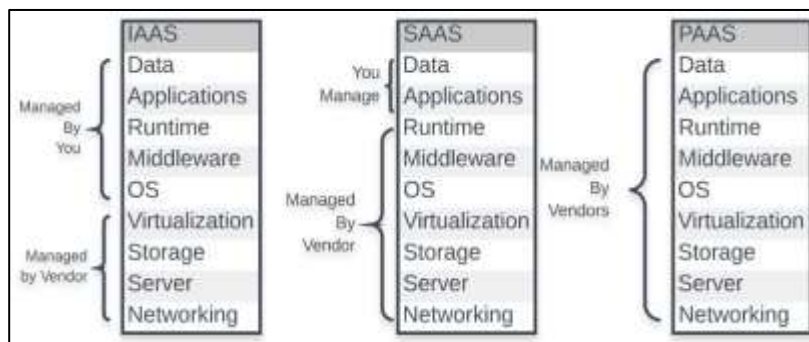 IAAS
Data
Applications
Runtime
Middleware
OS
Virtualization
Storage
Server
Networking
Managed
By
You
Managed
by Vendor
SAAS
Data
Applications
Runtime
Middleware
OS
Virtualization
Storage
Server
Networking
You
Manage
Managed
By
Vendor
PAAS
Data
Applications
Runtime
Middleware
OS
Virtualization
Storage
Server
Networking
Managed
By
Vendors